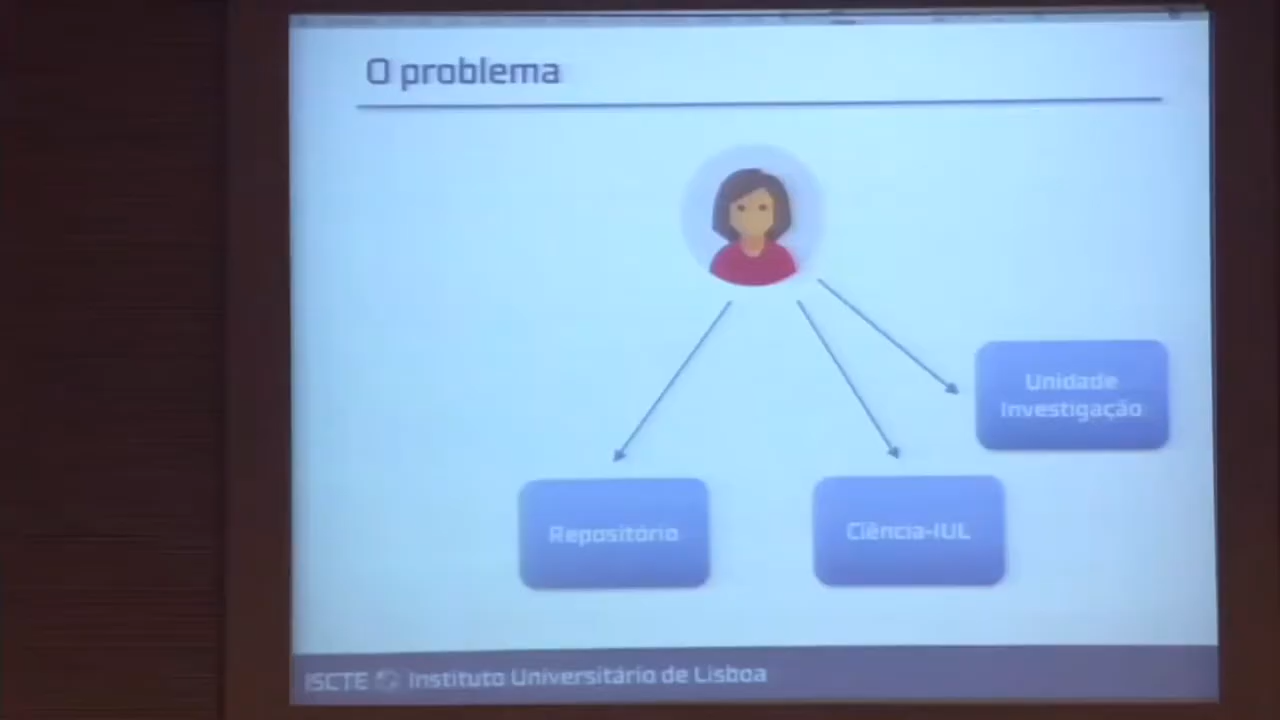 O problema
Unidade
Investigação
Repositório
Ciência-IUL
ISCTE Instituto Universitário de Lisboa